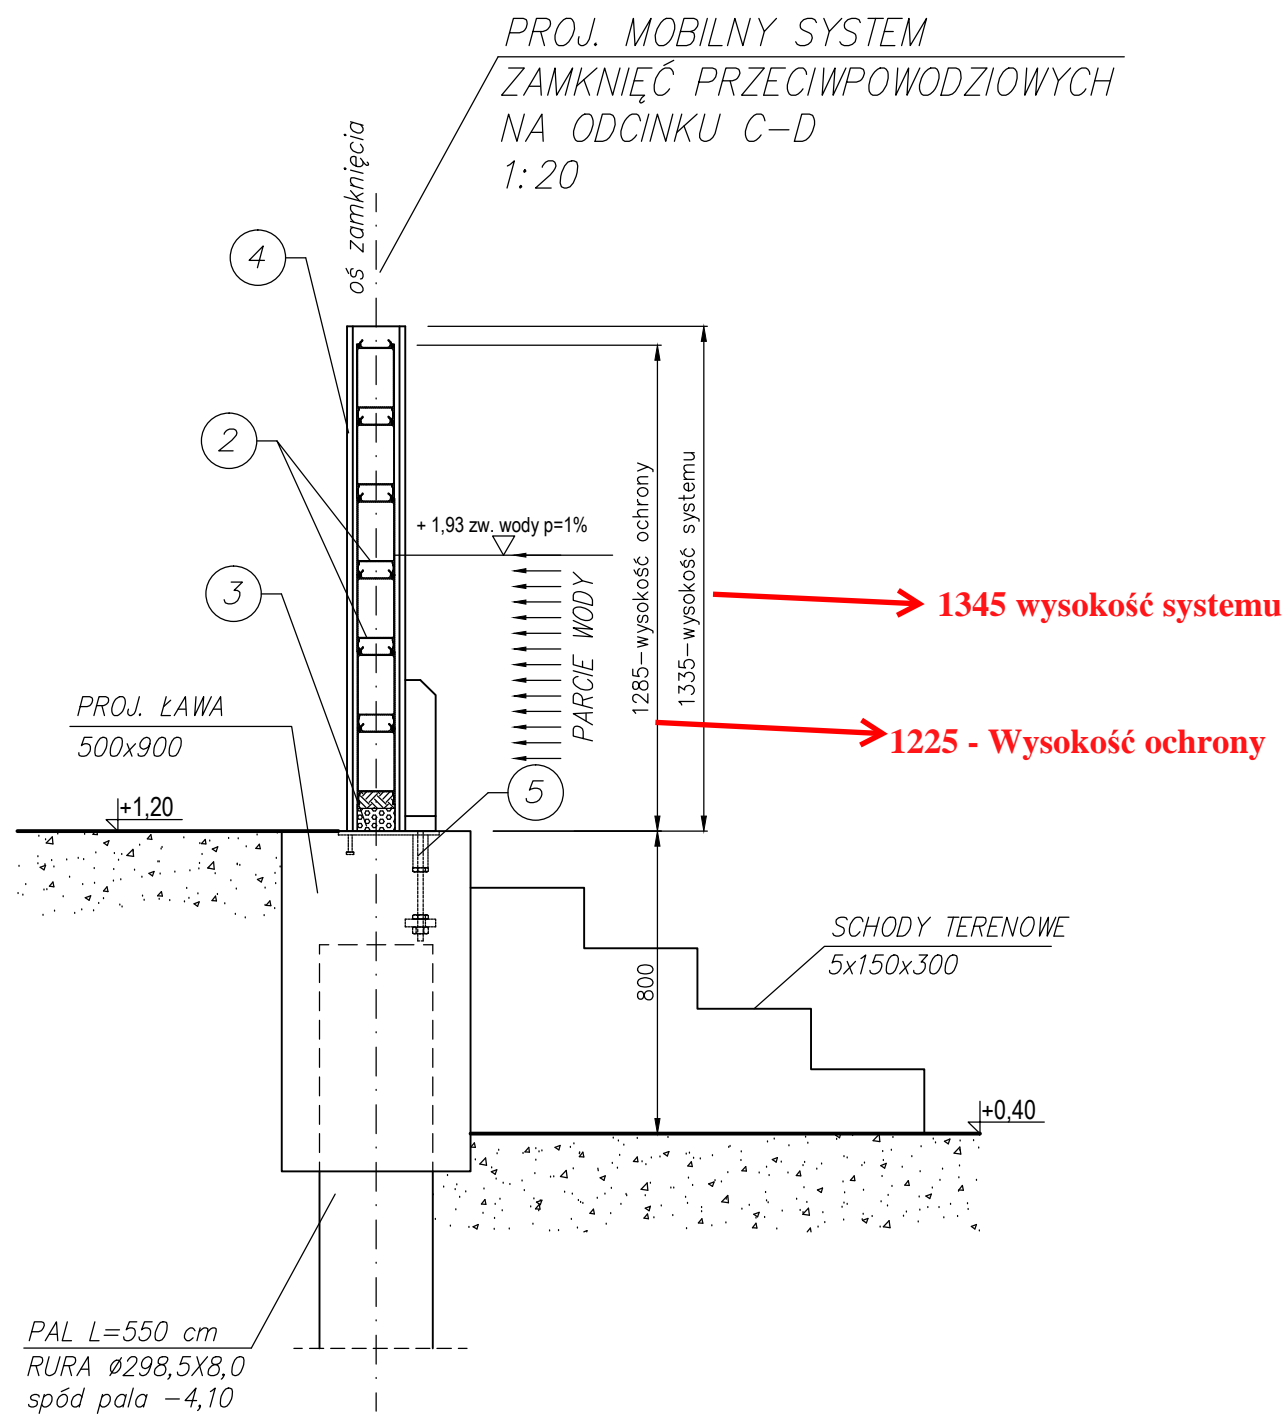 PROJ. MOBILNY SYSTEM
ZAMKNIĘĆ PRZECIWPOWODZIOWYCH
NA ODCINKU C-D
1:20
oś zamknięcia
4
2
3
+ 1,93 zw. wody p=1%
PARCIE WODY
1285-wysokość ochrony
1335-wysokość systemu
1345 wysokość systemu
1225 - Wysokość ochrony
PROJ. ŁAWA
500x900
5
+1,20
SCHODY TERENOWE
5x150x300
800
+0,40
PAL L=550 cm
RURA ø298,5X8,0
spód pala -4,10